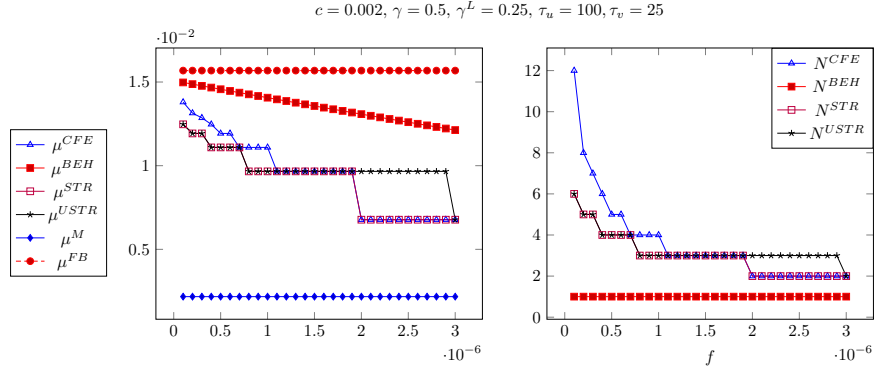 c = 0.002, γ = 0.5, γ^L = 0.25, τ_u = 100, τ_v = 25
·10^−2
1.5
1
0.5
0 0.5 1 1.5 2 2.5 3
·10^−6
μ^CFE
μ^BEH
μ^STR
μ^USTR
μ^M
μ^FB
12
10
8
6
4
2
0
0 0.5 1 1.5 2 2.5 3
·10^−6
f
N^CFE
N^BEH
N^STR
N^USTR